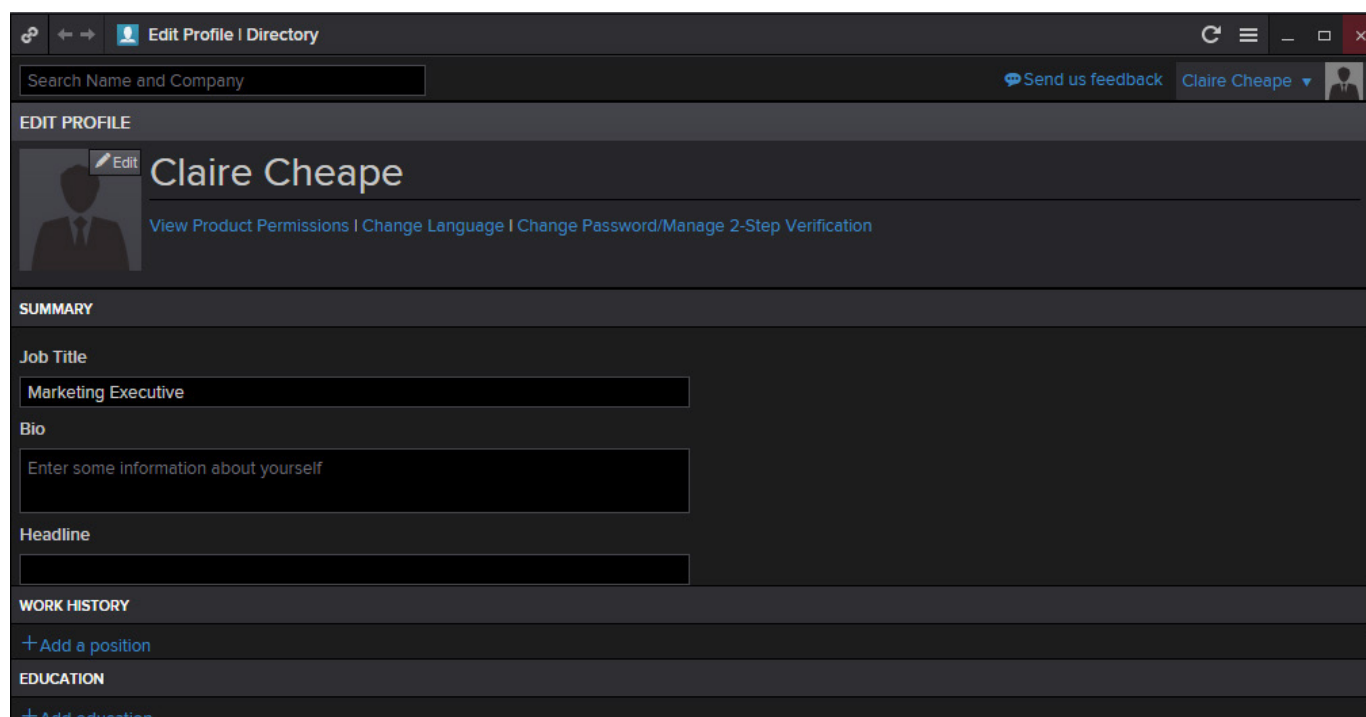 Edit Profile | Directory
Search Name and Company
Send us feedback
Claire Cheape
EDIT PROFILE
Edit
Claire Cheape
View Product Permissions | Change Language | Change Password/Manage 2-Step Verification
SUMMARY
Job Title
Marketing Executive
Bio
Enter some information about yourself
Headline
WORK HISTORY
+Add a position
EDUCATION
+Add education